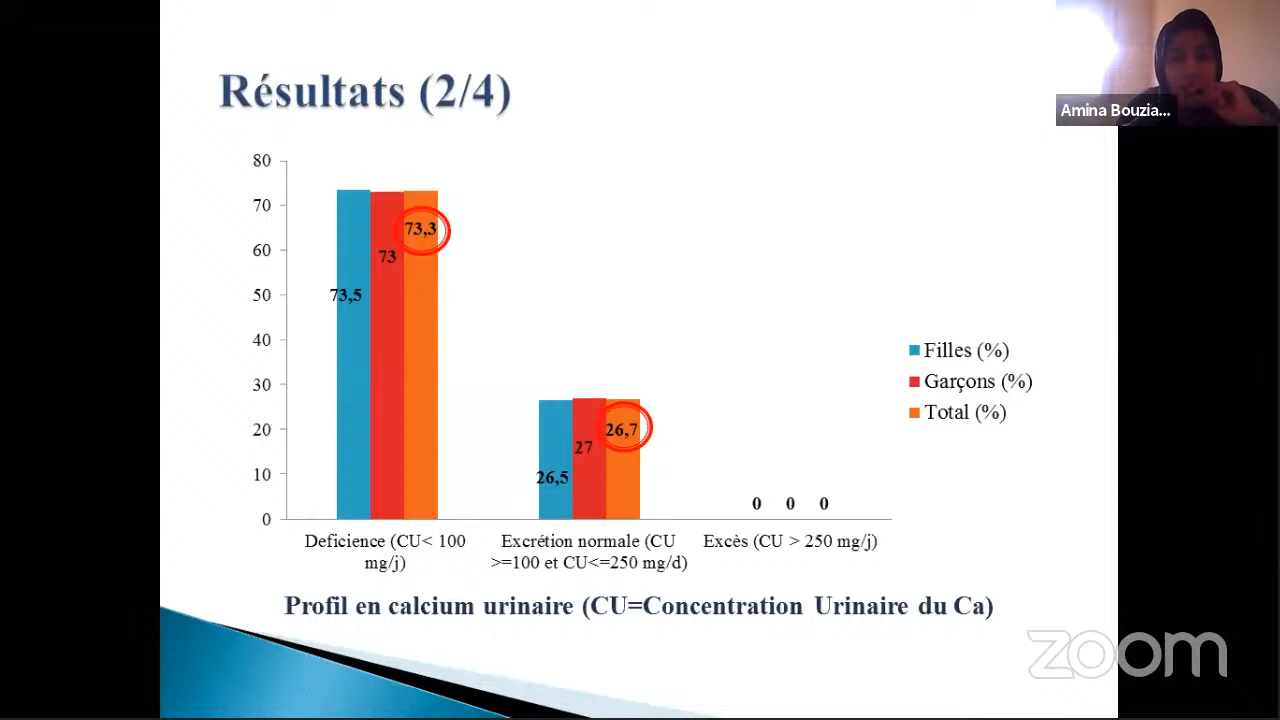 Résultats (2/4)
Amina Bouzia...
80
70
60
50
40
30
20
10
0
73,5
73
73,3
26,5
27
26,7
0 0 0
Filles (%)
Garçons (%)
Total (%)
Deficience (CU< 100
mg/j)
Excrétion normale (CU
>=100 et CU<=250 mg/d)
Excès (CU > 250 mg/j)
Profil en calcium urinaire (CU=Concentration Urinaire du Ca)
zoom